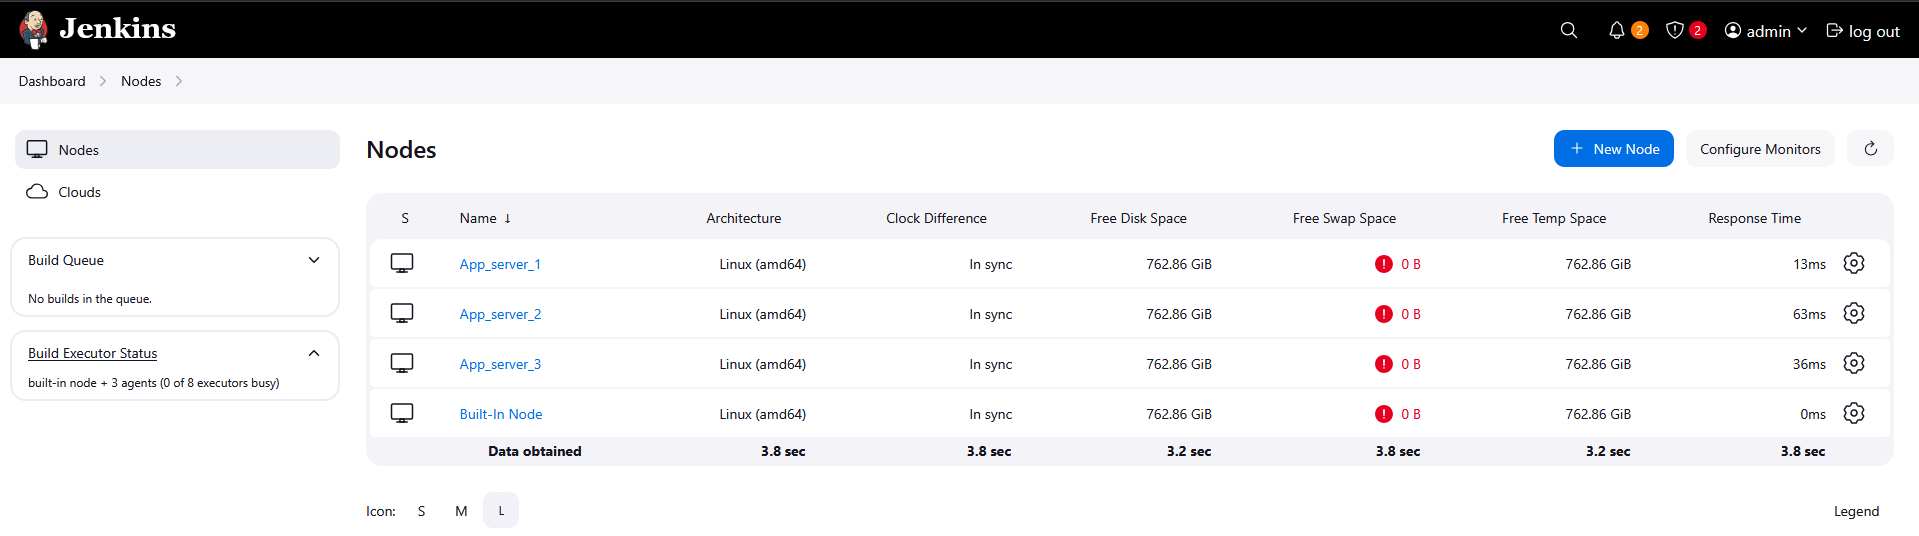 Jenkins
2
2
admin
log out
Dashboard
Nodes
Nodes
Clouds
Build Queue
No builds in the queue.
Build Executor Status
built-in node + 3 agents (0 of 8 executors busy)
Nodes
+ New Node
Configure Monitors
S Name ↓ Architecture Clock Difference Free Disk Space Free Swap Space Free Temp Space Response Time
App_server_1 Linux (amd64) In sync 762.86 GiB ! 0 B 762.86 GiB 13ms
App_server_2 Linux (amd64) In sync 762.86 GiB ! 0 B 762.86 GiB 63ms
App_server_3 Linux (amd64) In sync 762.86 GiB ! 0 B 762.86 GiB 36ms
Built-In Node Linux (amd64) In sync 762.86 GiB ! 0 B 762.86 GiB 0ms
Data obtained 3.8 sec 3.8 sec 3.2 sec 3.8 sec 3.2 sec 3.8 sec
Icon: S M L
Legend